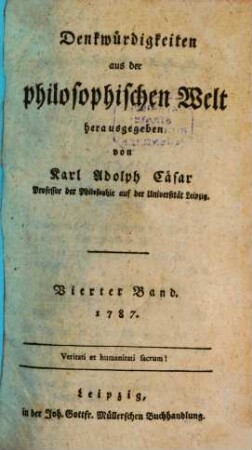 Denkwürdigkeiten
aus der
philosophischen Welt
herausgegeben
von
Karl Adolph Cäsar
Professor der Philosophie auf der Universität Leipzig.
Vierter Band.
1787.
Veritati et humanitati sacrum!
Leipzig,
in der Joh. Gottfr. Müllerschen Buchhandlung.